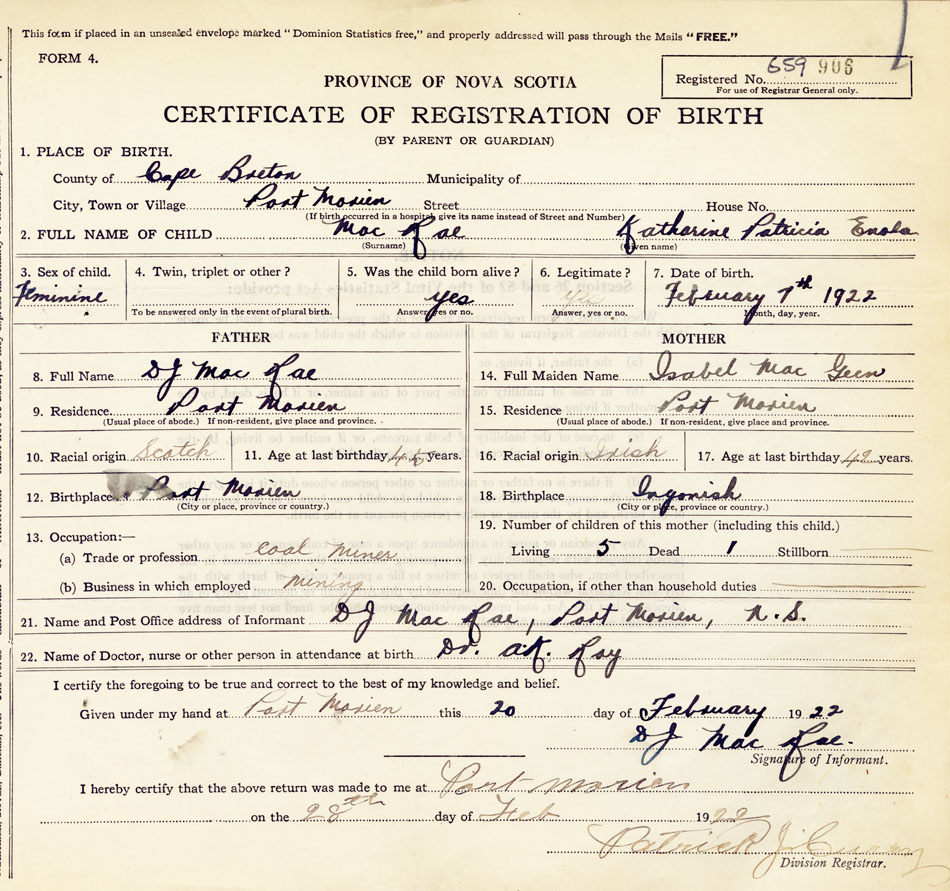 This form if placed in an unsealed envelope marked "Dominion Statistics free," and properly addressed will pass through the Mails "FREE."
FORM 4.
Registered No. 659 906
For use of Registrar General only.
PROVINCE OF NOVA SCOTIA
CERTIFICATE OF REGISTRATION OF BIRTH
(BY PARENT OR GUARDIAN)
1. PLACE OF BIRTH.
County of Cape Breton Municipality of
City, Town or Village Port Morien Street House No.
(If birth occurred in a hospital, give its name instead of Street and Number)
2. FULL NAME OF CHILD Mac Rae Katharine Patricia Enola
(Surname) (Given name)
3. Sex of child. 4. Twin, triplet or other? 5. Was the child born alive? 6. Legitimate? 7. Date of birth.
Feminine yes Yes February 7th 1922
To be answered only in the event of plural birth. Answer, yes or no. Answer, yes or no. Month, day, year.
FATHER
8. Full Name DJ Mac Rae
9. Residence Port Morien
(Usual place of abode.) If non-resident, give place and province.
10. Racial origin Scotch 11. Age at last birthday years.
12. Birthplace Port Morien
(City or place, province or country.)
13. Occupation:—
(a) Trade or profession coal miner
(b) Business in which employed mining
MOTHER
14. Full Maiden Name Isabel Mac Geen
15. Residence Port Morien
(Usual place of abode.) If non-resident, give place and province.
16. Racial origin Irish 17. Age at last birthday 42 years.
18. Birthplace Ingonish
(City or place, province or country.)
19. Number of children of this mother (including this child.)
Living 5 Dead 1 Stillborn
20. Occupation, if other than household duties
21. Name and Post Office address of Informant DJ Mac Rae, Port Morien, N.S.
22. Name of Doctor, nurse or other person in attendance at birth Dr. A.K. Roy
I certify the foregoing to be true and correct to the best of my knowledge and belief.
Given under my hand at Port Morien this 20 day of February 1922
DJ Mac Rae.
Signature of Informant.
I hereby certify that the above return was made to me at Port Morien
on the 28th day of Feb 1922
Patrick J.
Division Registrar.